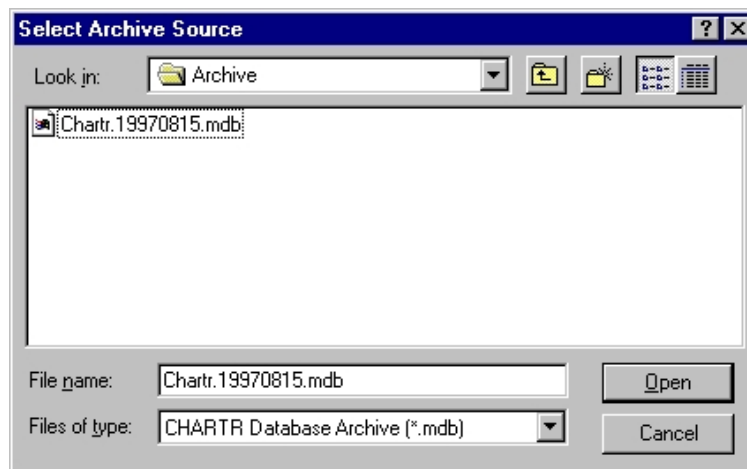 Select Archive Source
Look in: Archive
Chartr.19970815.mdb
File name: Chartr.19970815.mdb Open
Files of type: CHARTR Database Archive (*.mdb) Cancel